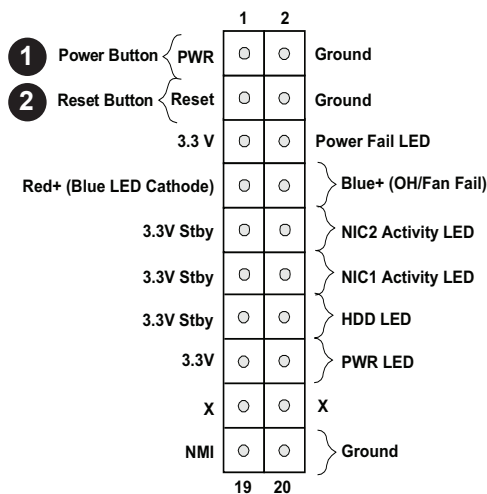 1 2
1 Power Button PWR Ground
2 Reset Button Reset Ground
3.3 V Power Fail LED
Red+ (Blue LED Cathode) Blue+ (OH/Fan Fail)
3.3V Stby NIC2 Activity LED
3.3V Stby NIC1 Activity LED
3.3V Stby HDD LED
3.3V PWR LED
X X
NMI Ground
19 20